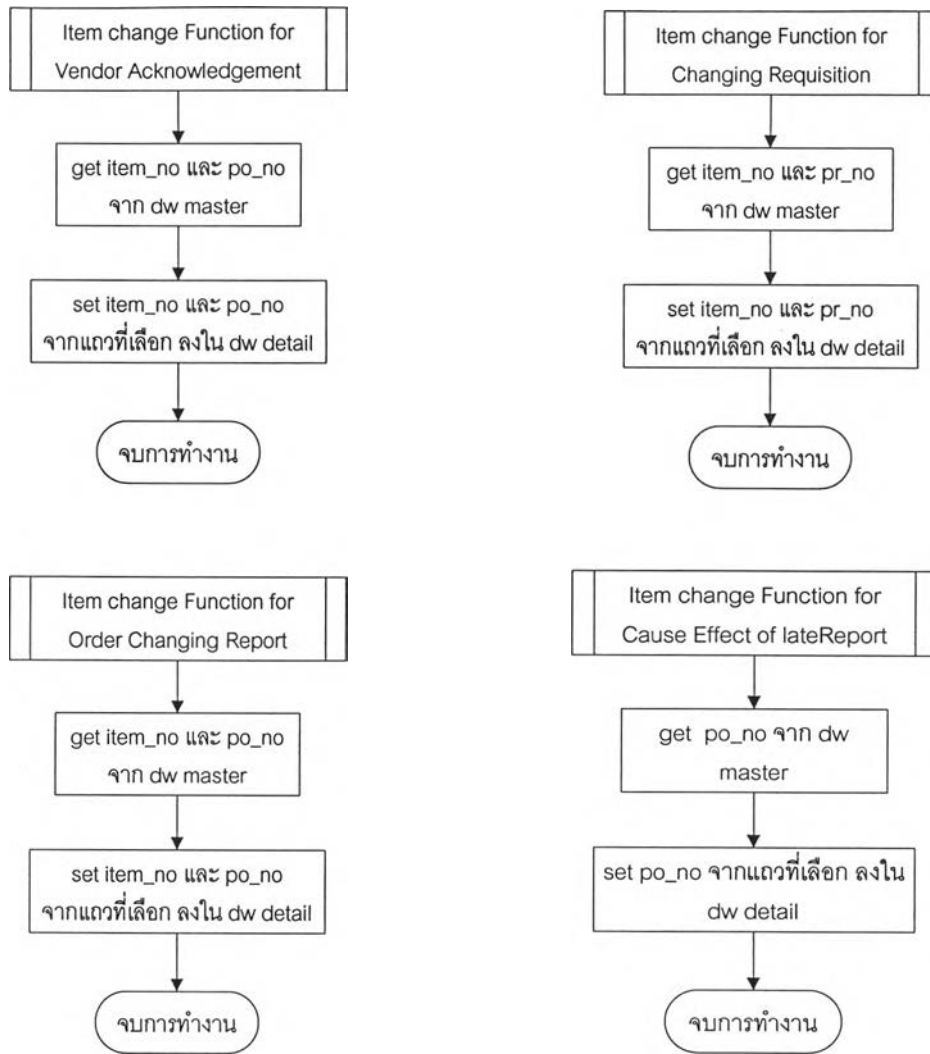 Item change Function for
Vendor Acknowledgement
get item_no และ po_no
จาก dw master
set item_no และ po_no
จากแถวที่เลือก ลงใน dw detail
จบการทำงาน
Item change Function for
Changing Requisition
get item_no และ pr_no
จาก dw master
set item_no และ pr_no
จากแถวที่เลือก ลงใน dw detail
จบการทำงาน
Item change Function for
Order Changing Report
get item_no และ po_no
จาก dw master
set item_no และ po_no
จากแถวที่เลือก ลงใน dw detail
จบการทำงาน
Item change Function for
Cause Effect of lateReport
get po_no จาก dw
master
set po_no จากแถวที่เลือก ลงใน
dw detail
จบการทำงาน